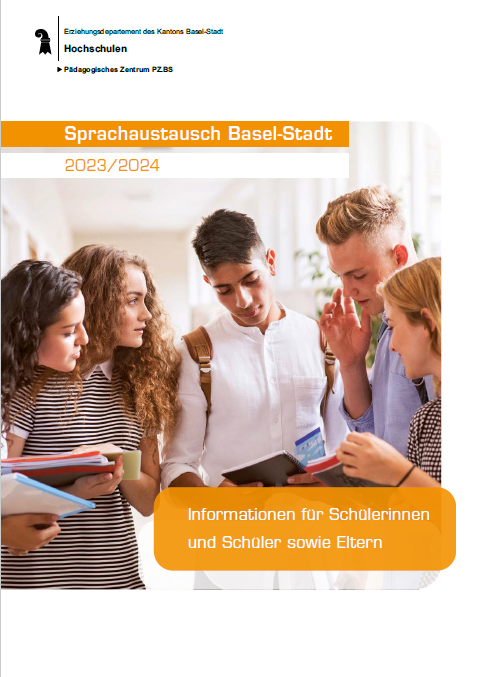 Erziehungsdepartement des Kantons Basel-Stadt
Hochschulen
▶ Pädagogisches Zentrum PZ.BS
Sprachaustausch Basel-Stadt
2023/2024
Informationen für Schülerinnen
und Schüler sowie Eltern